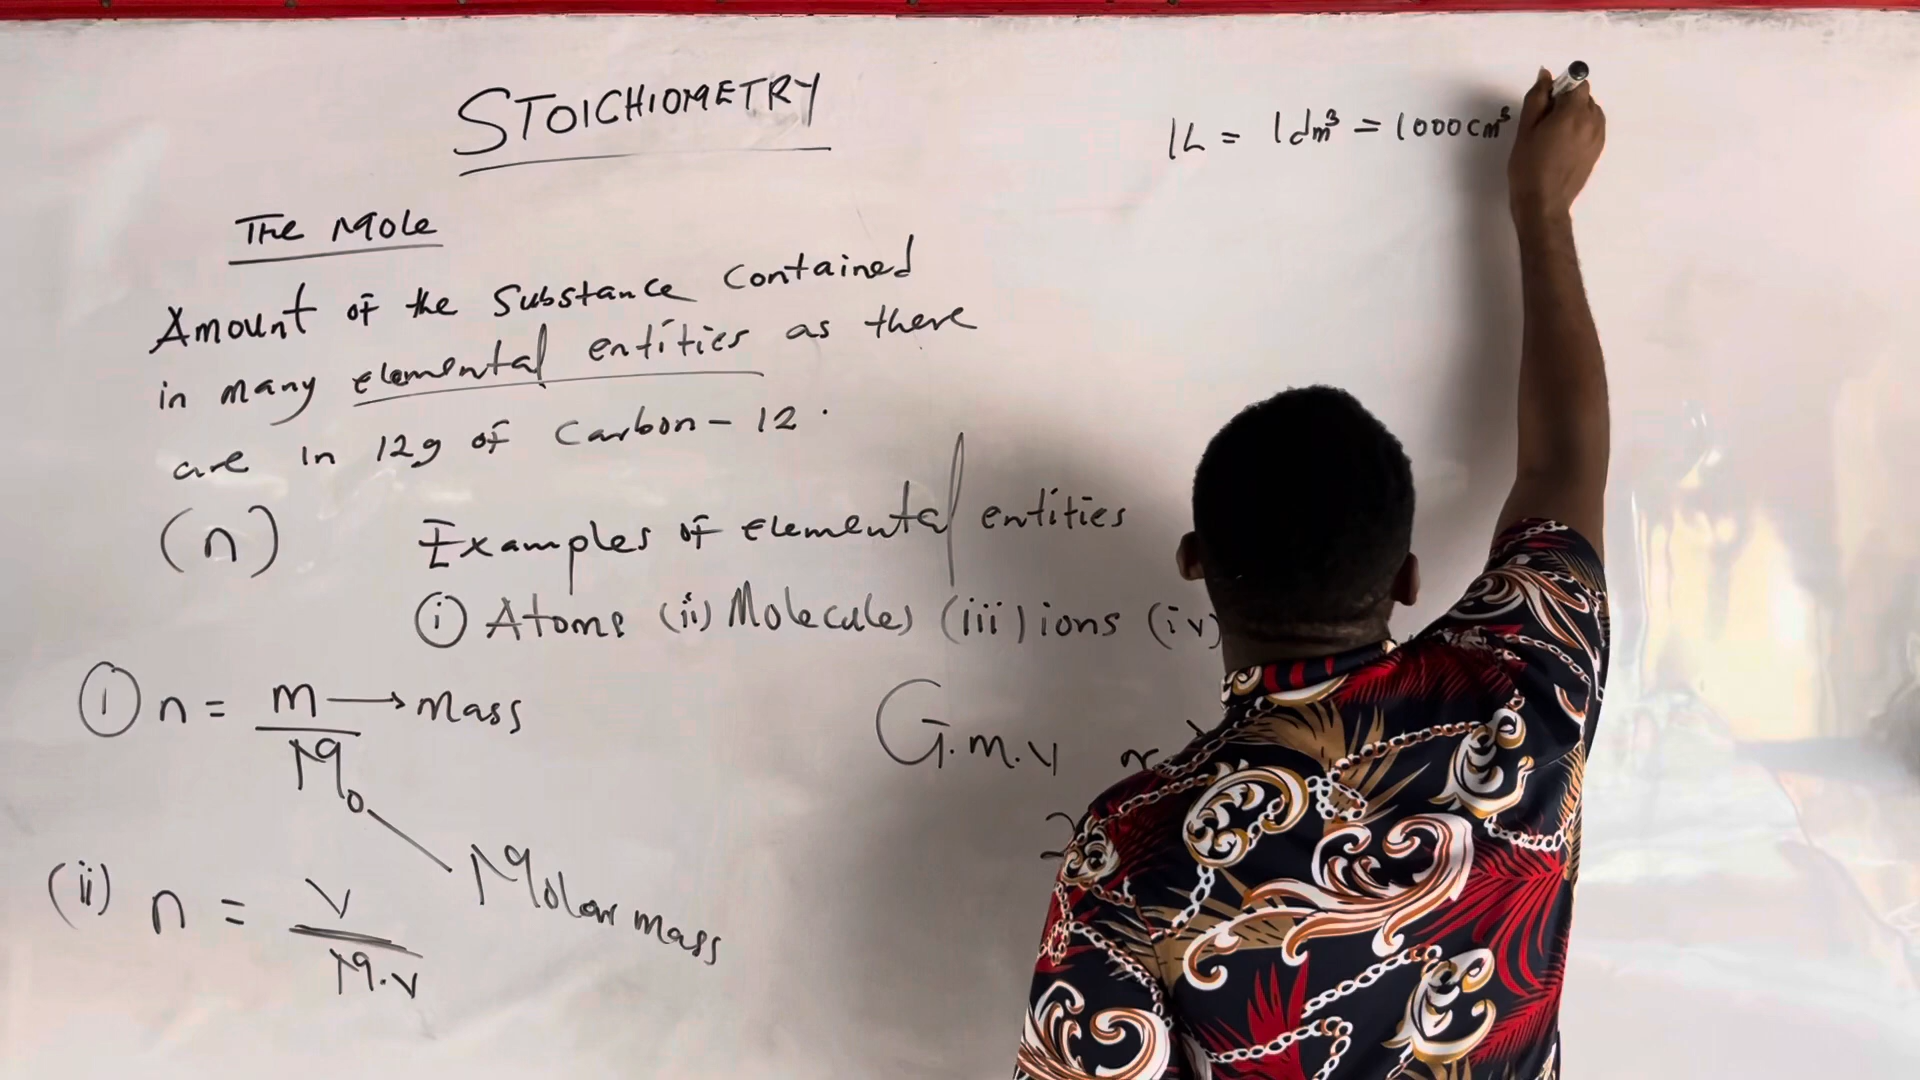 STOICHIOMETRY
1L = 1dm³ = 1000cm³
The Mole
Amount of the Substance Contained
in many elemental entities as there
are in 12g of Carbon-12.
(n)
Examples of elemental entities
(i) Atoms (ii) Molecules (iii) ions (iv)
(i) n = m → mass
M₀
Molar mass
G.m.v
(ii) n = v
M.v